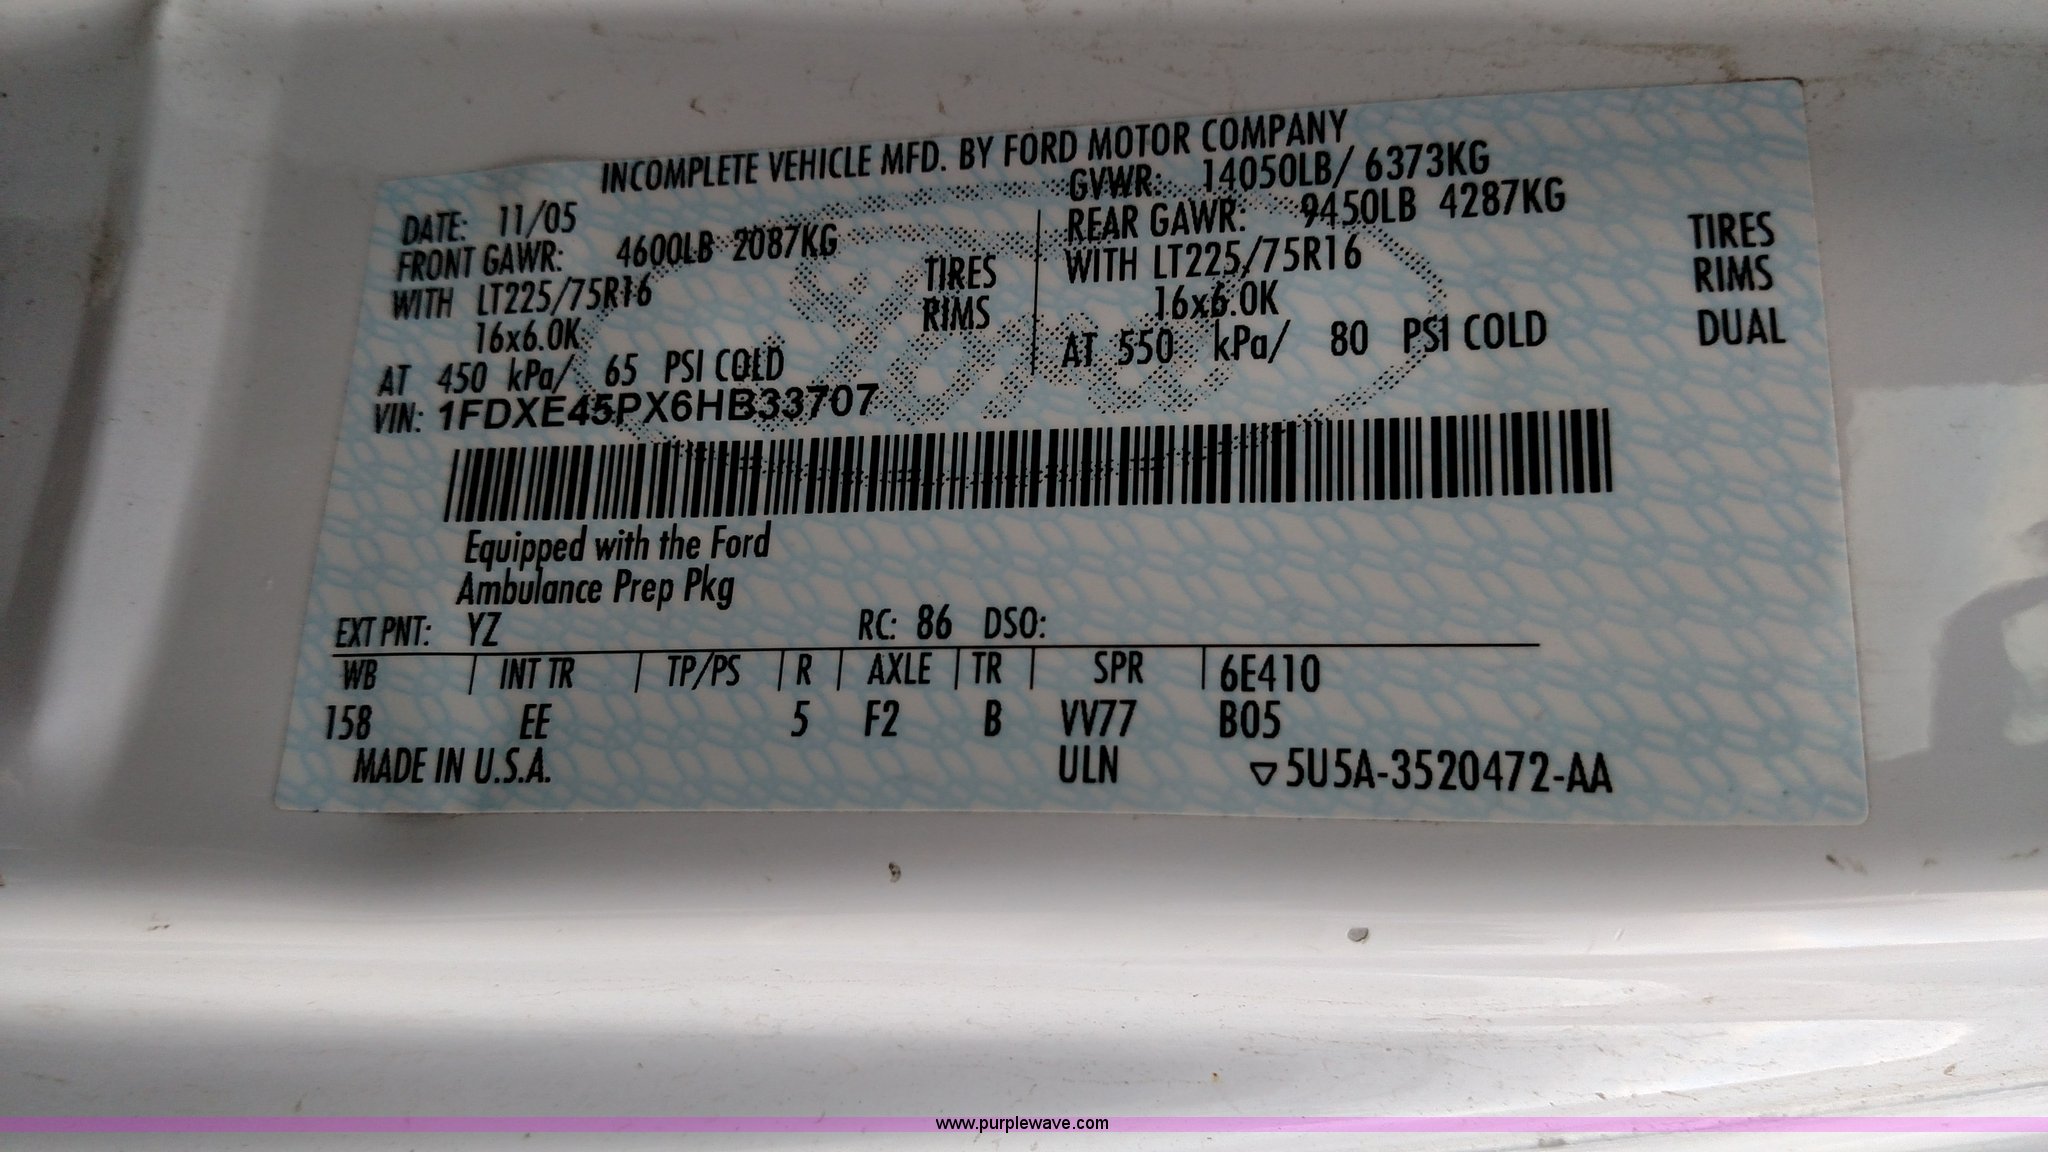 INCOMPLETE VEHICLE MFD. BY FORD MOTOR COMPANY
DATE: 11/05 GVWR: 14050LB/ 6373KG
FRONT GAWR: 4600LB 2087KG REAR GAWR: 9450LB 4287KG
WITH LT225/75R16 TIRES WITH LT225/75R16 TIRES
16x6.0K RIMS 16x6.0K RIMS
AT 450 kPa/ 65 PSI COLD AT 550 kPa/ 80 PSI COLD DUAL
VIN: 1FDXE45PX6HB33707
Ford
Equipped with the Ford
Ambulance Prep Pkg
EXT PNT: YZ RC: 86 DSO:
WB | INT TR | TP/PS | R | AXLE | TR | SPR | 6E410
158 EE 5 F2 B VV77 B05
MADE IN U.S.A. ULN ▽5U5A-3520472-AA
www.purplewave.com